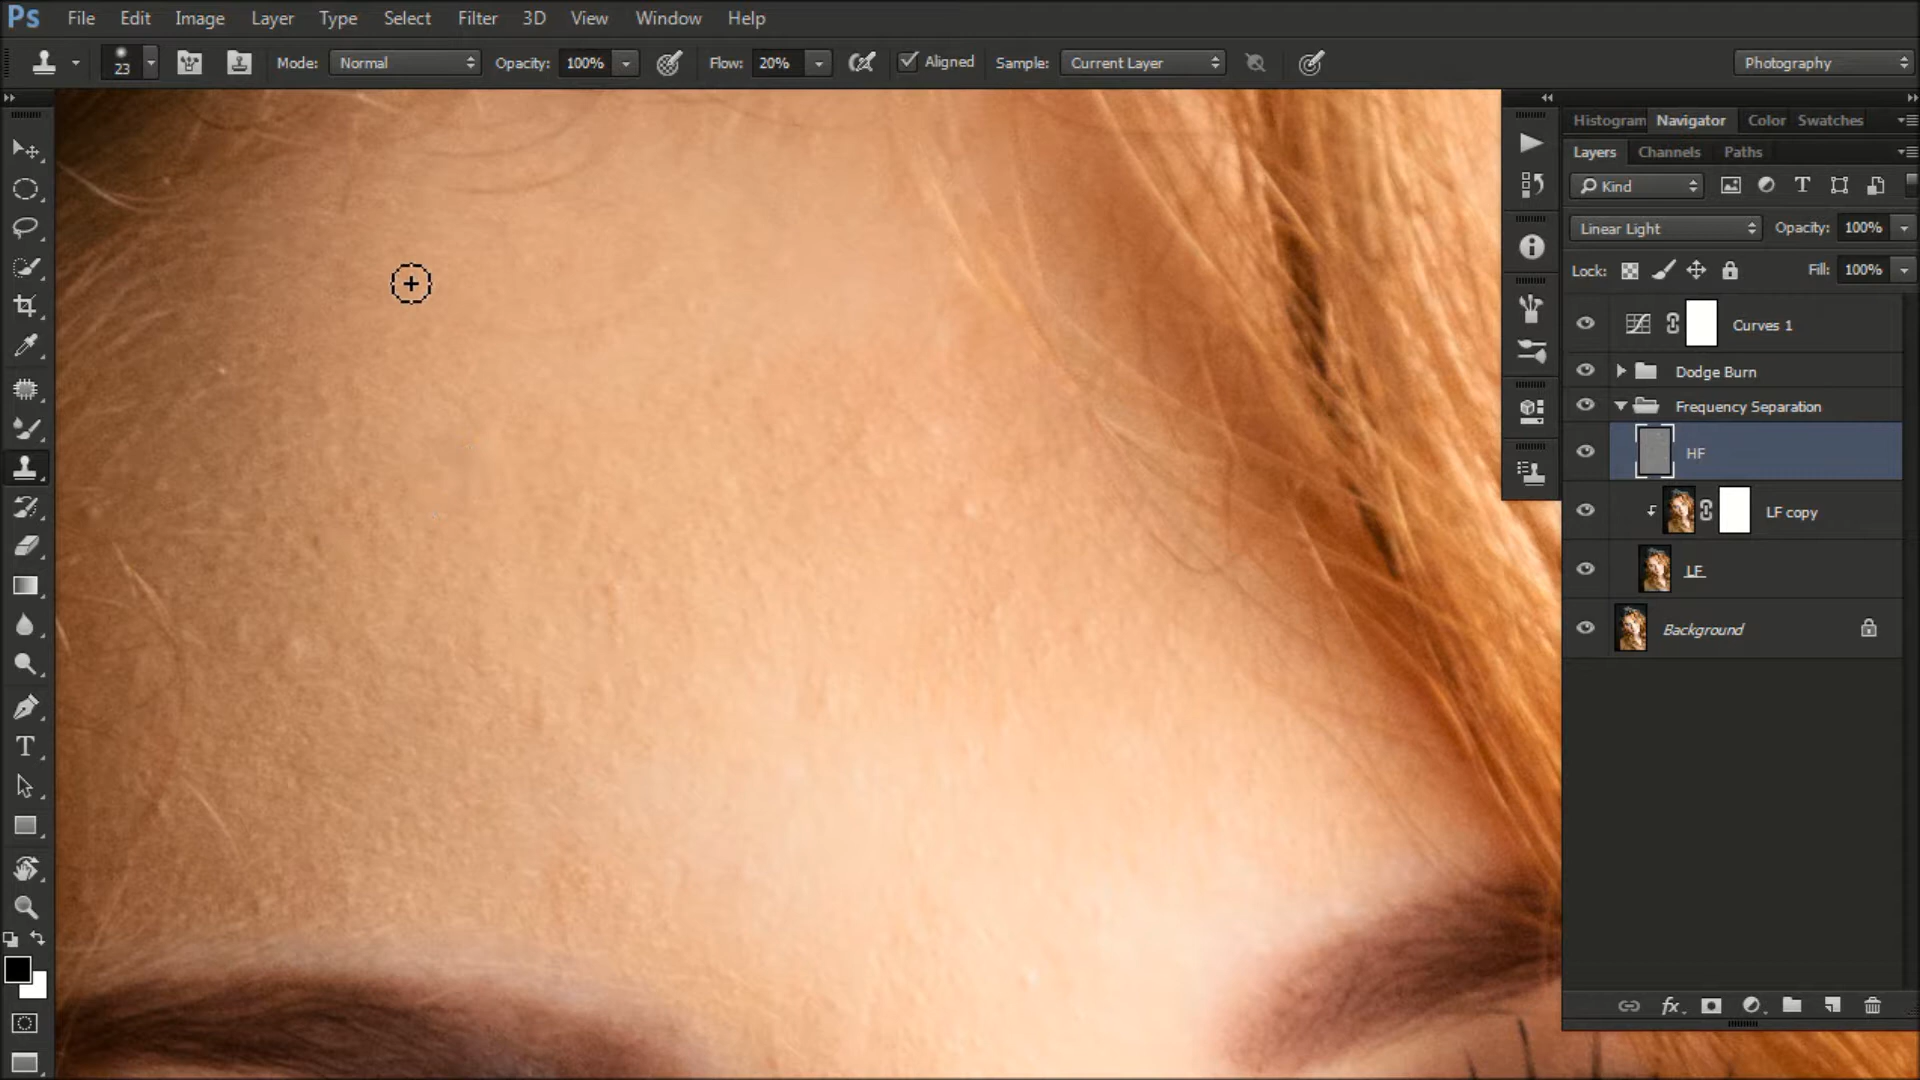 Ps File Edit Image Layer Type Select Filter 3D View Window Help
23 Mode: Normal Opacity: 100% Flow: 20% Aligned Sample: Current Layer Photography
Histogram Navigator Color Swatches
Layers Channels Paths
Kind
Linear Light Opacity: 100%
Lock: Fill: 100%
Curves 1
Dodge Burn
Frequency Separation
HF
LF copy
LF
Background
T
fx